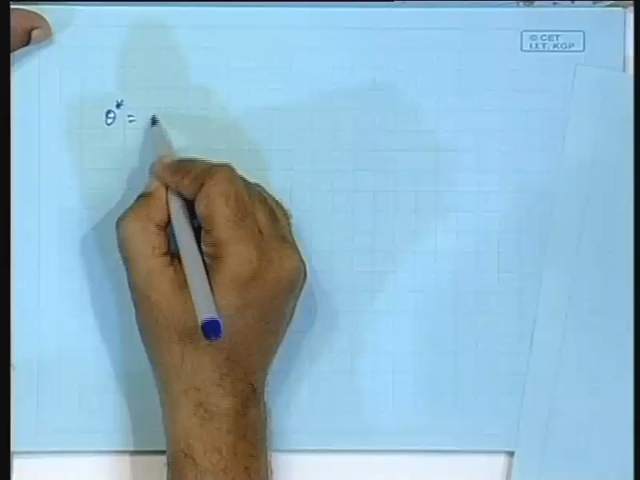 © CET
I.I.T. KGP
θ* =